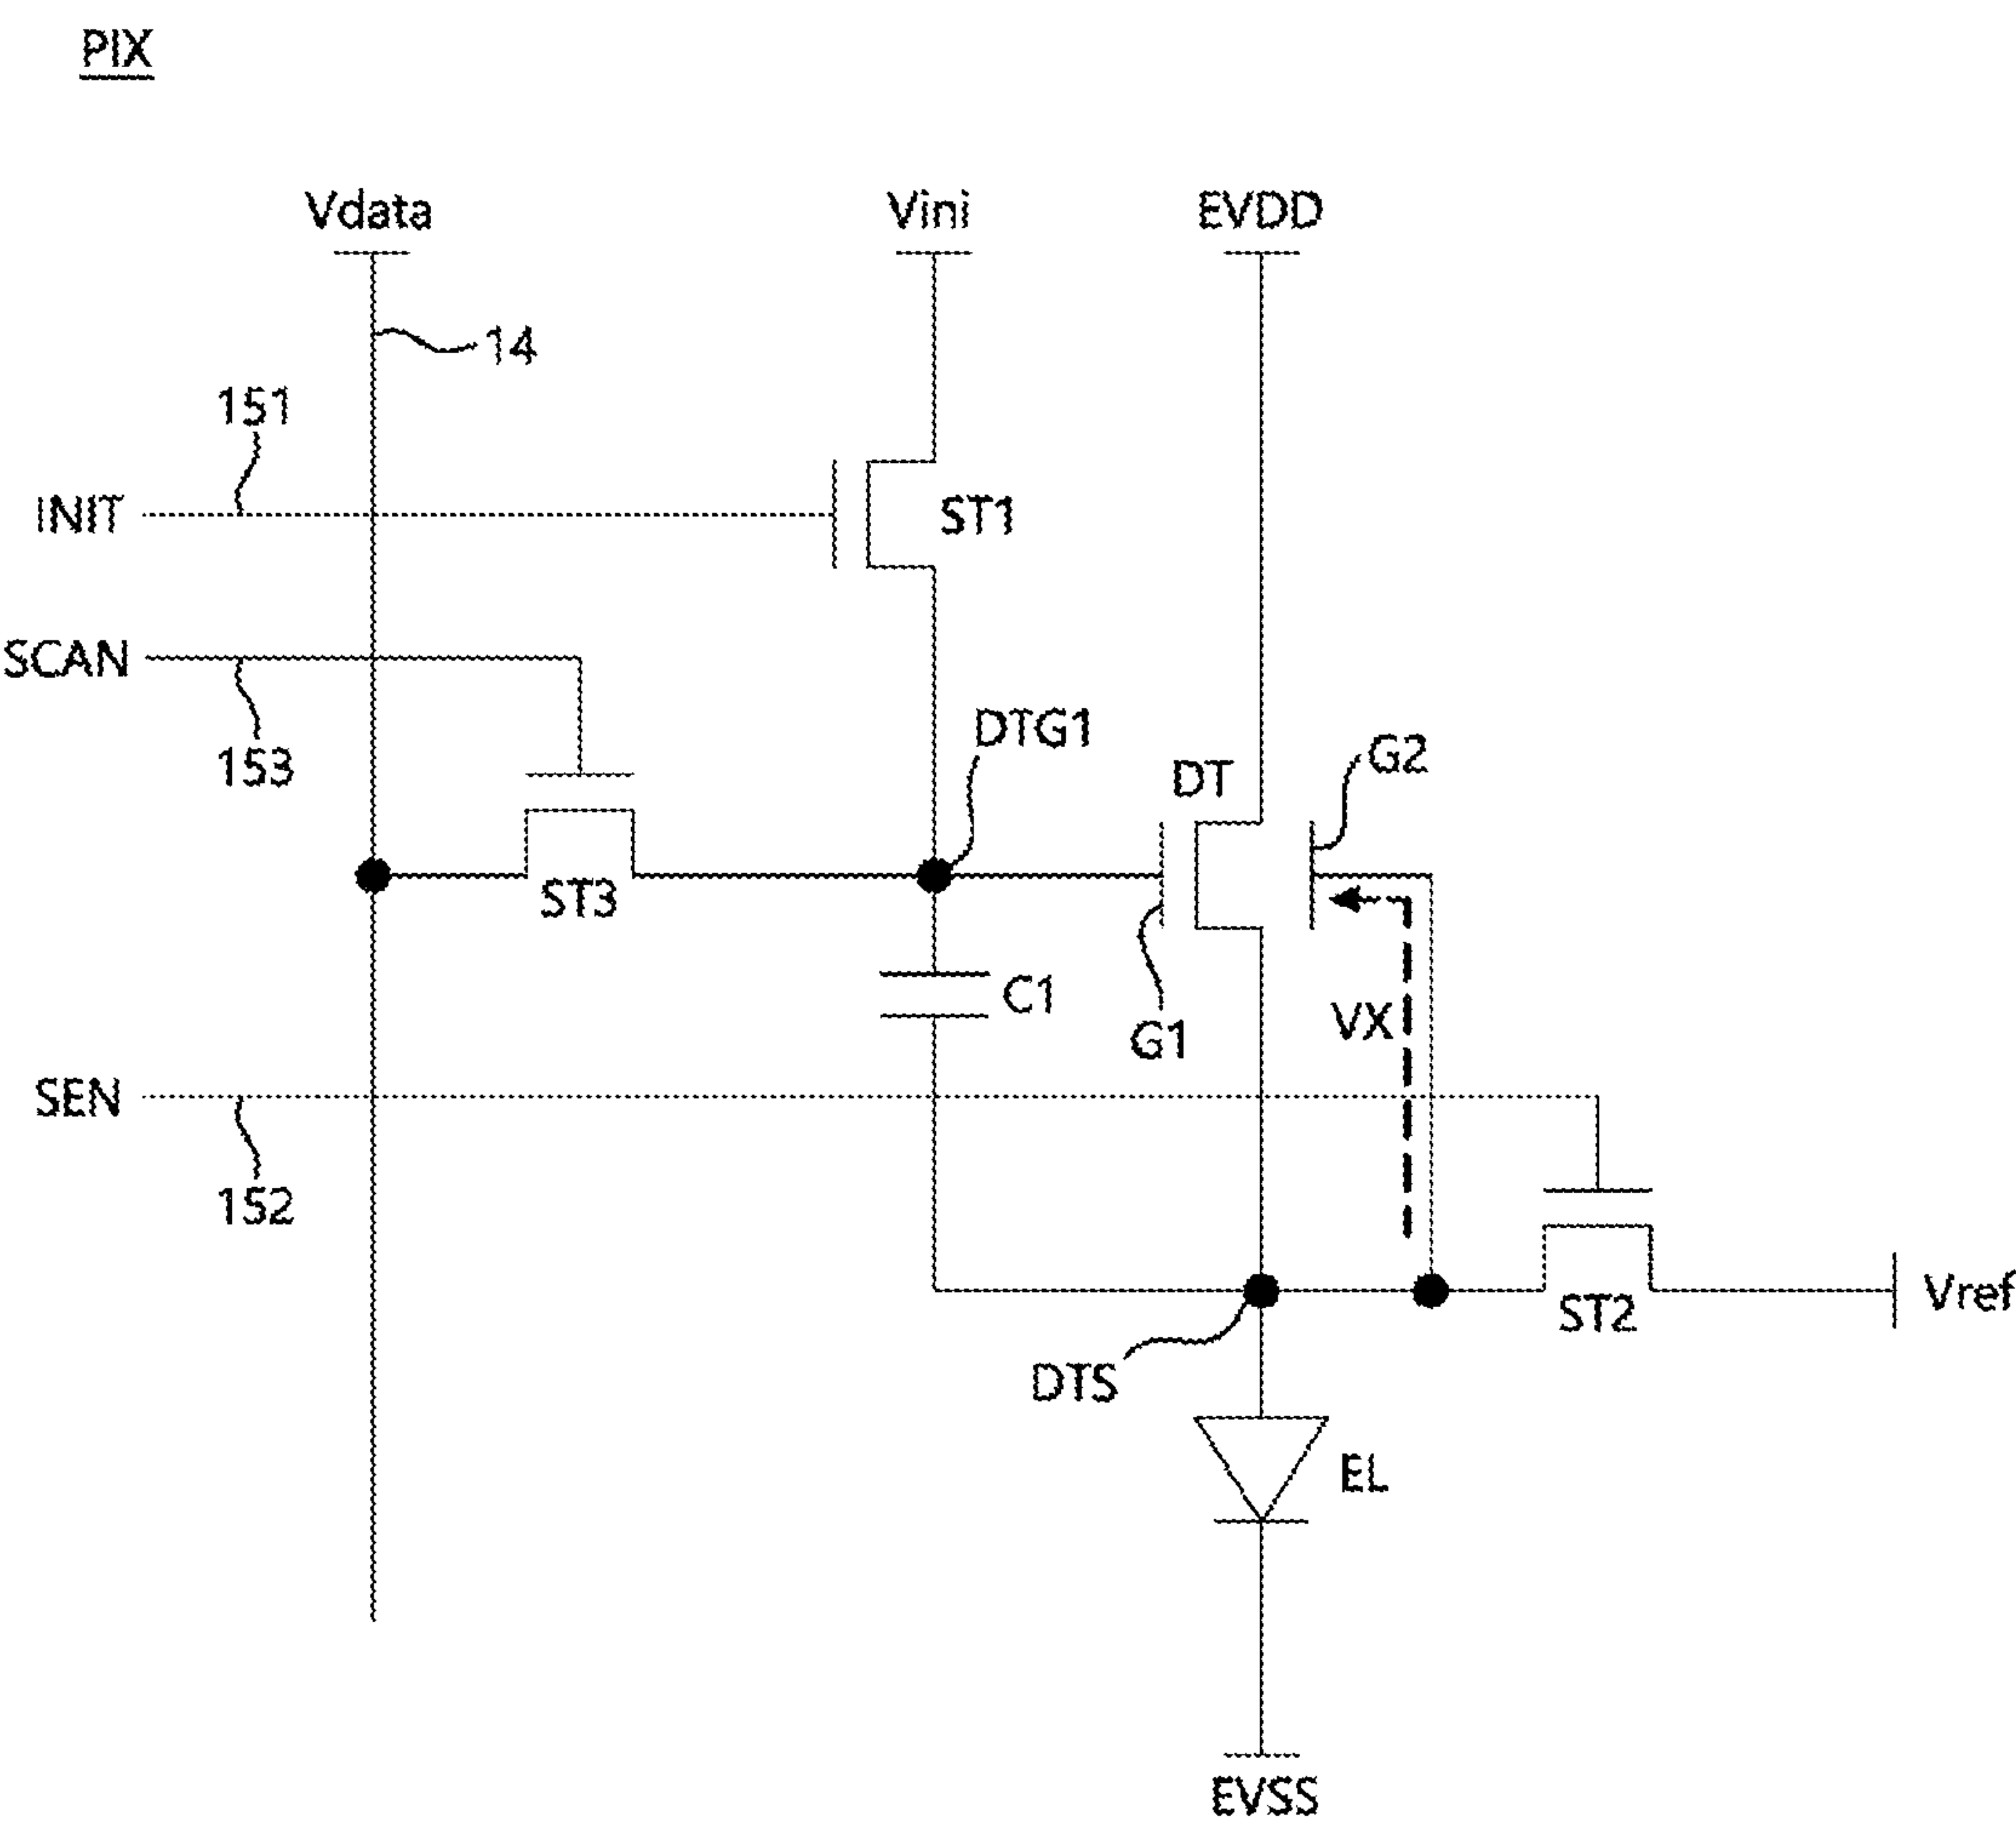 PIX
Vdata
Vini
EVDD
14
151
INIT
ST1
SCAN
153
DTG1
DT
G2
ST3
C1
G1
VX
SEN
152
ST2
Vref
DTS
EL
EVSS